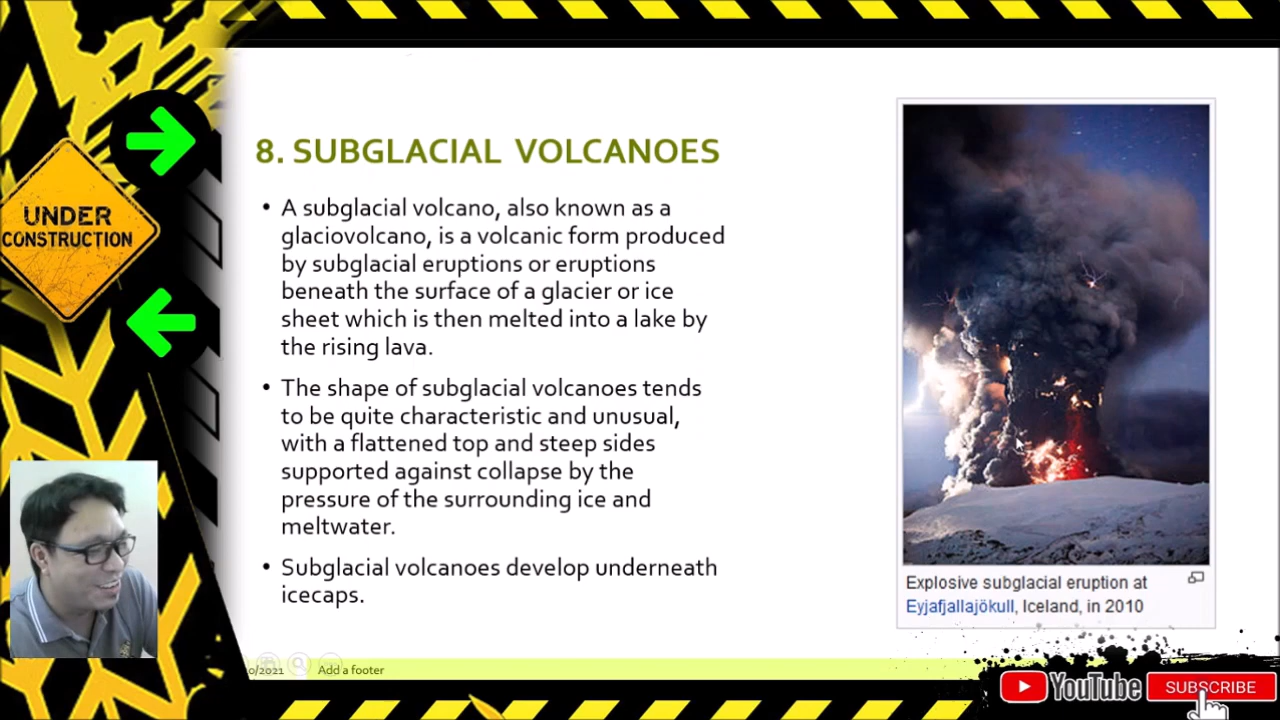 8. SUBGLACIAL VOLCANOES
• A subglacial volcano, also known as a
glaciovolcano, is a volcanic form produced
by subglacial eruptions or eruptions
beneath the surface of a glacier or ice
sheet which is then melted into a lake by
the rising lava.
• The shape of subglacial volcanoes tends
to be quite characteristic and unusual,
with a flattened top and steep sides
supported against collapse by the
pressure of the surrounding ice and
meltwater.
• Subglacial volcanoes develop underneath
icecaps.
UNDER
CONSTRUCTION
Explosive subglacial eruption at
Eyjafjallajökull, Iceland, in 2010
0/2021
Add a footer
YouTube
SUBSCRIBE